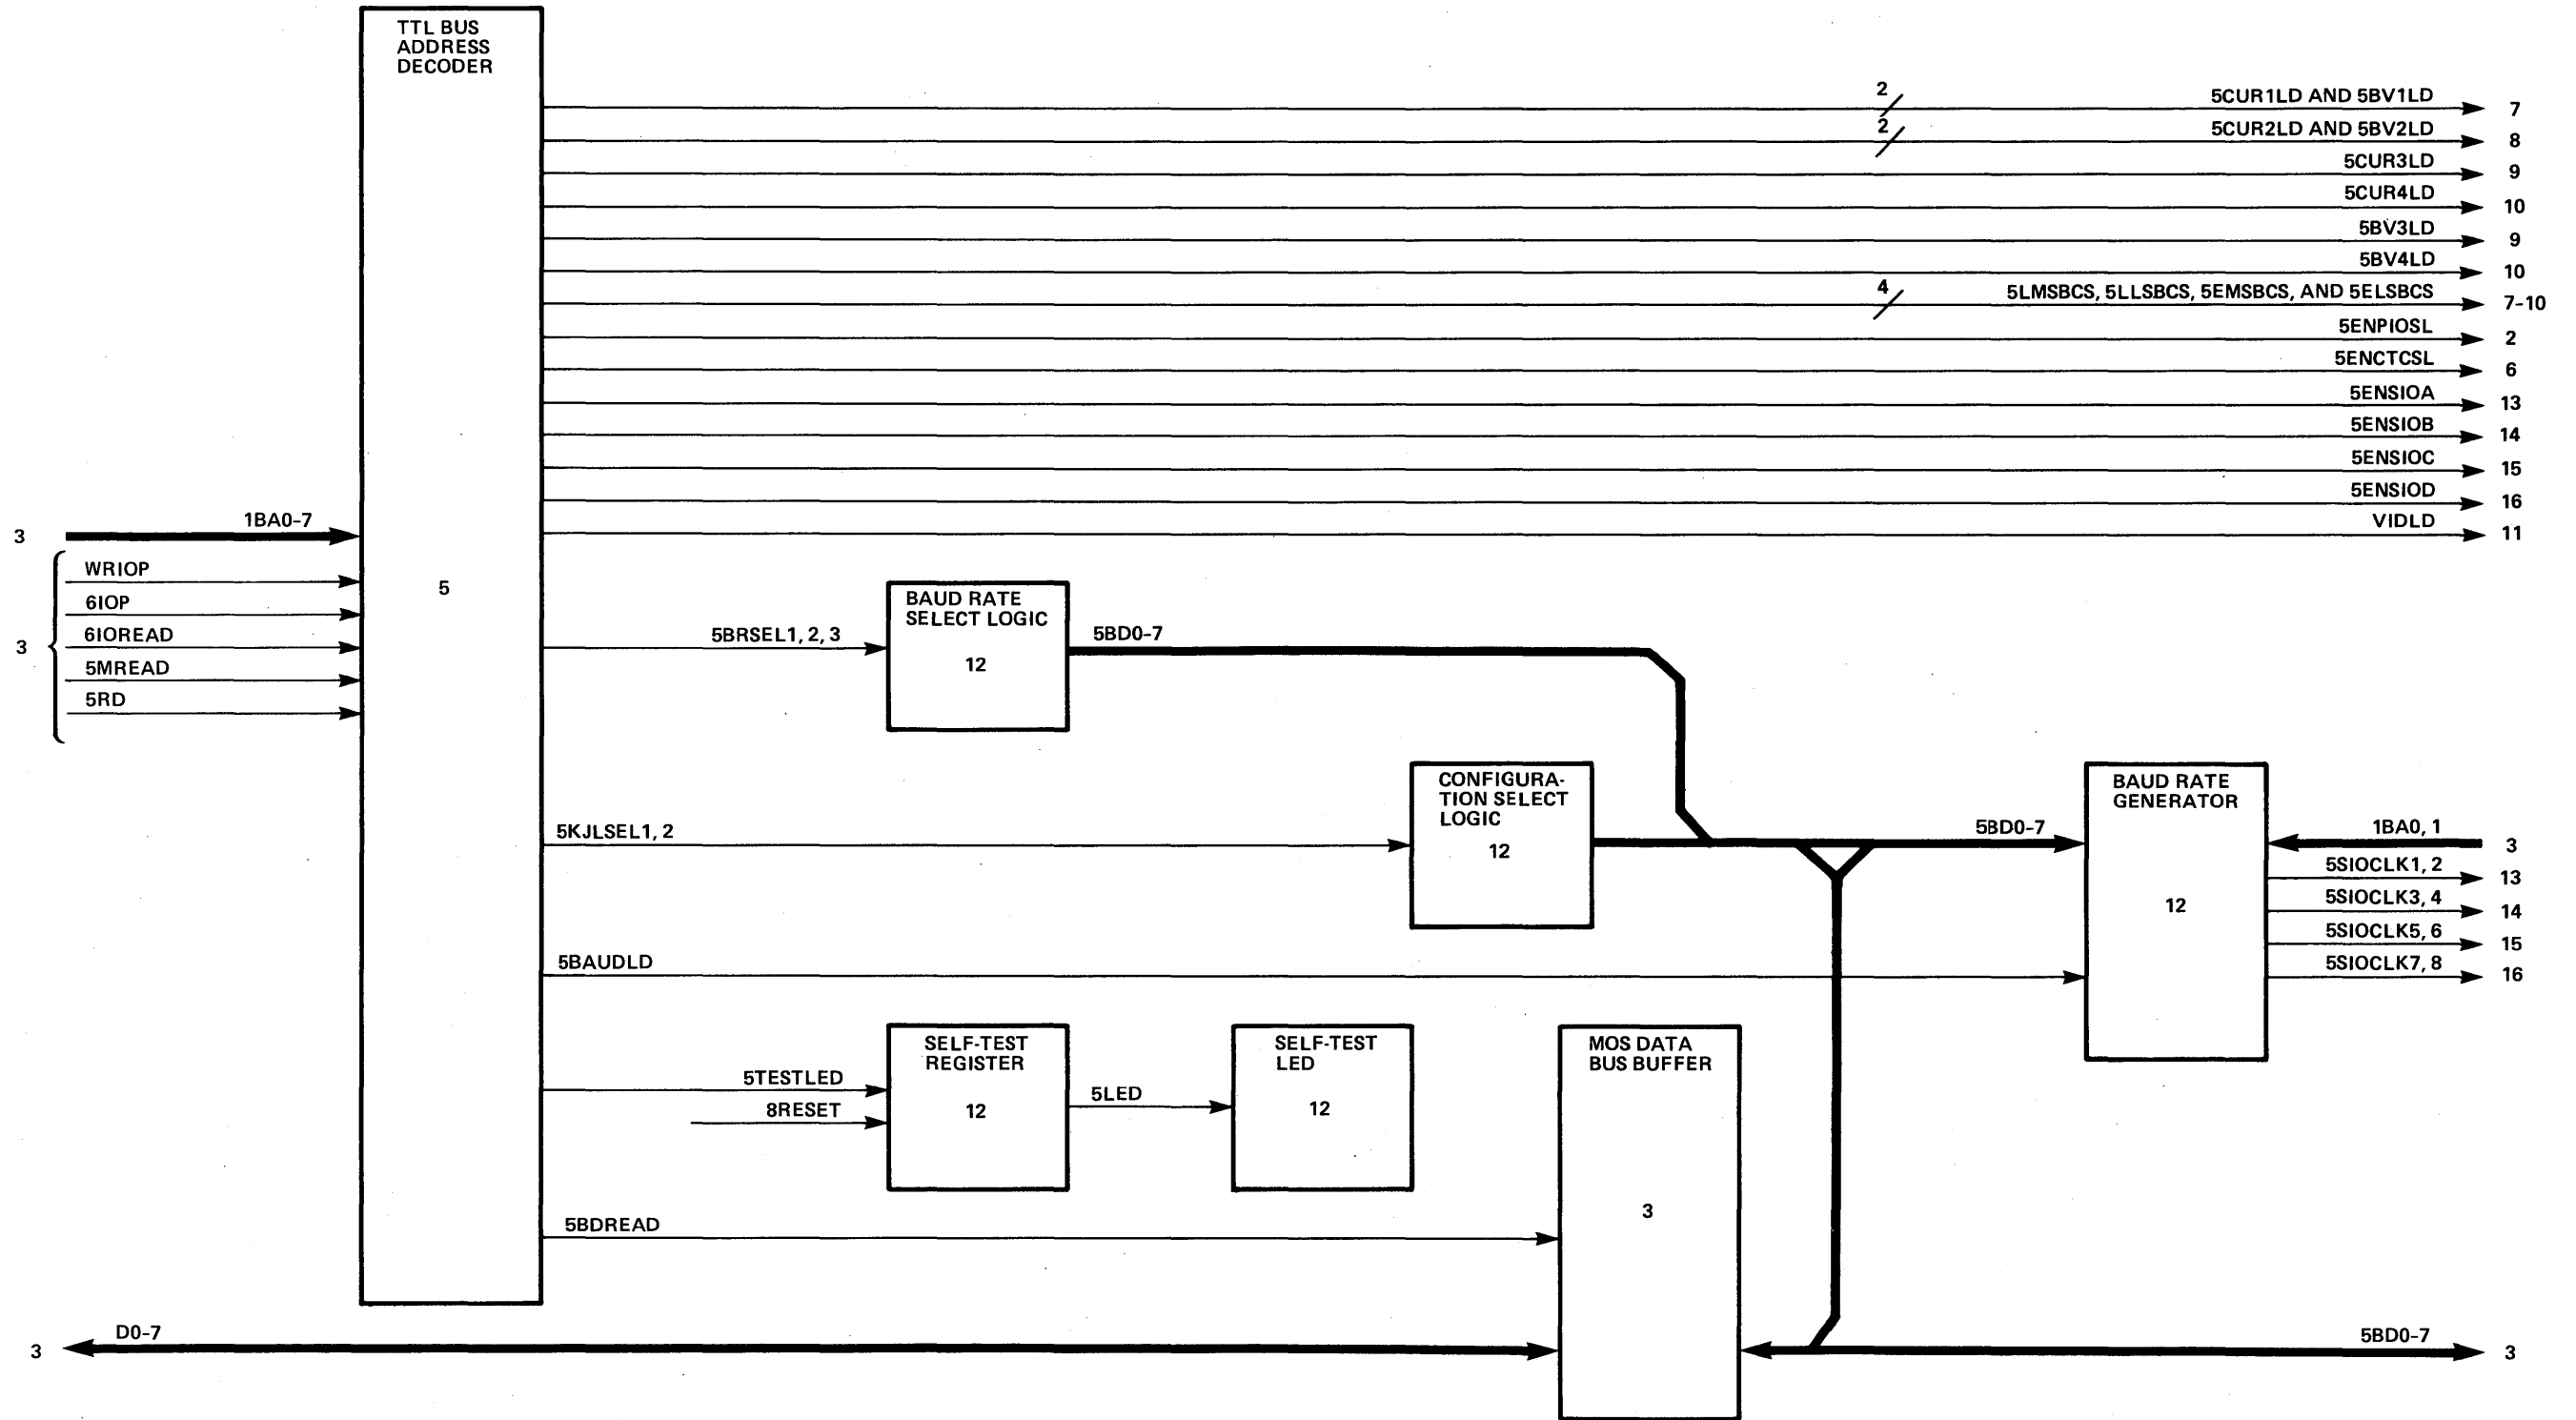 TTL BUS
ADDRESS
DECODER
5
2
5CUR1LD AND 5BV1LD
7
2
5CUR2LD AND 5BV2LD
8
5CUR3LD
9
5CUR4LD
10
5BV3LD
9
5BV4LD
10
4
5LMSBCS, 5LLSBCS, 5EMSBCS, AND 5ELSBCS
7-10
5ENPIOSL
2
5ENCTCSL
6
5ENSIOA
13
5ENSIOB
14
5ENSIOC
15
5ENSIOD
16
VIDLD
11
3
1BA0-7
3
WRIOP
6IOP
6IOREAD
5MREAD
5RD
5BRSEL1, 2, 3
BAUD RATE
SELECT LOGIC
12
5BD0-7
5KJLSEL1, 2
CONFIGURA-
TION SELECT
LOGIC
12
5BD0-7
BAUD RATE
GENERATOR
12
1BA0, 1
3
5SIOCLK1, 2
13
5SIOCLK3, 4
14
5SIOCLK5, 6
15
5SIOCLK7, 8
16
5BAUDLD
5TESTLED
8RESET
SELF-TEST
REGISTER
12
5LED
SELF-TEST
LED
12
MOS DATA
BUS BUFFER
3
5BDREAD
3
D0-7
5BD0-7
3